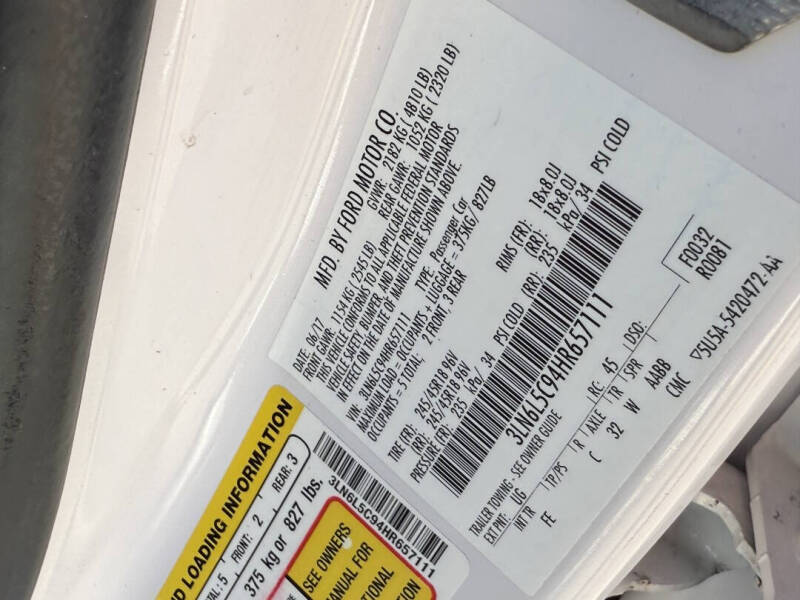 MFD. BY FORD MOTOR CO.
DATE: 06/17 GVWR: 2182 KG ( 4810 LB)
FRONT GAWR: 1154 KG ( 2545 LB) REAR GAWR: 1052 KG ( 2320 LB)
THIS VEHICLE CONFORMS TO ALL APPLICABLE FEDERAL MOTOR
VEHICLE SAFETY, BUMPER, AND THEFT PREVENTION STANDARDS
IN EFFECT ON THE DATE OF MANUFACTURE SHOWN ABOVE.
VIN: 3LN6L5C94HR657111 TYPE: Passenger Car
MAXIMUM LOAD = OCCUPANTS + LUGGAGE = 375KG/ 827LB
OCCUPANTS = 5 TOTAL, 2 FRONT, 3 REAR
TIRE (FR): 245/45R18 96V RIMS (FR): 18x8.0J
(RR): 245/45R18 96V (RR): 18x8.0J
PRESSURE (FR): 235 kPa/ 34 PSI COLD (RR): 235 kPa/ 34 PSI COLD
3LN6L5C94HR657111
TRAILER TOWING - SEE OWNER GUIDE
EXT PNT: UG RC: 45 DSO: F0032
INT TR TP/PS R AXLE TR SPR R0081
FE C 32 W AABB
CMC 5U5A-5420472-AA
LOADING INFORMATION
5 FRONT: 2 REAR: 3
375 kg or 827 lbs.
3LN6L5C94HR657111
SEE OWNERS
MANUAL FOR